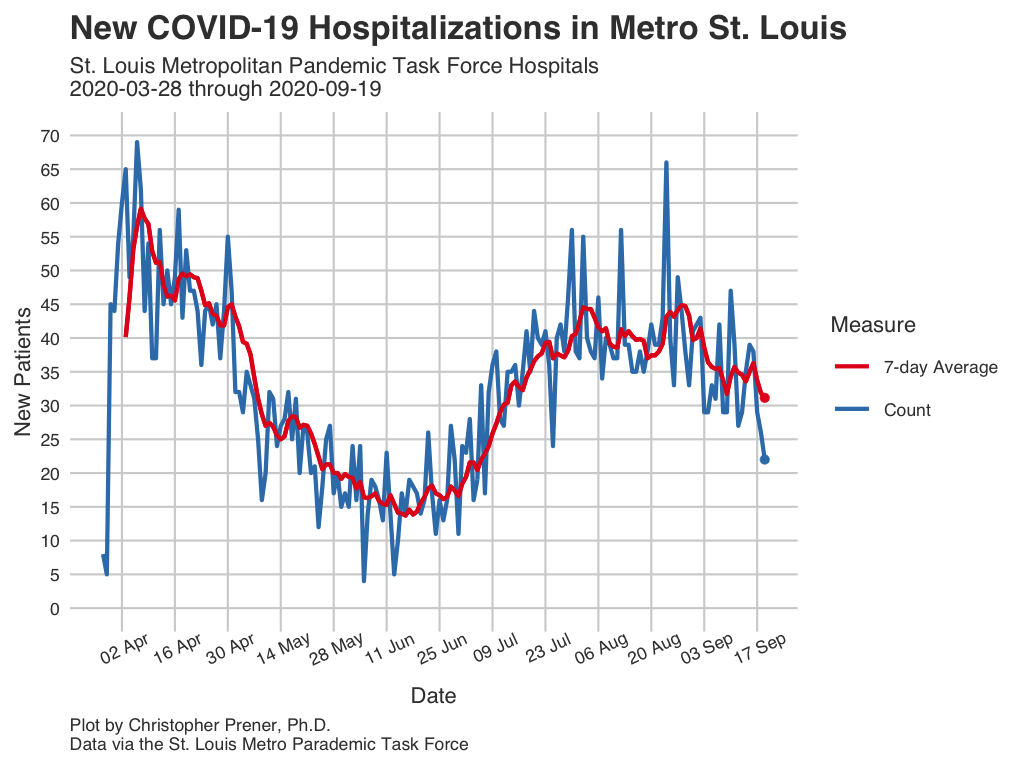 New COVID-19 Hospitalizations in Metro St. Louis
St. Louis Metropolitan Pandemic Task Force Hospitals
2020-03-28 through 2020-09-19
70
65
60
55
50
45
40
35
30
25
20
15
10
5
0
New Patients
02 Apr
16 Apr
30 Apr
14 May
28 May
11 Jun
25 Jun
09 Jul
23 Jul
06 Aug
20 Aug
03 Sep
17 Sep
Date
Measure
7-day Average
Count
Plot by Christopher Prener, Ph.D.
Data via the St. Louis Metro Parademic Task Force